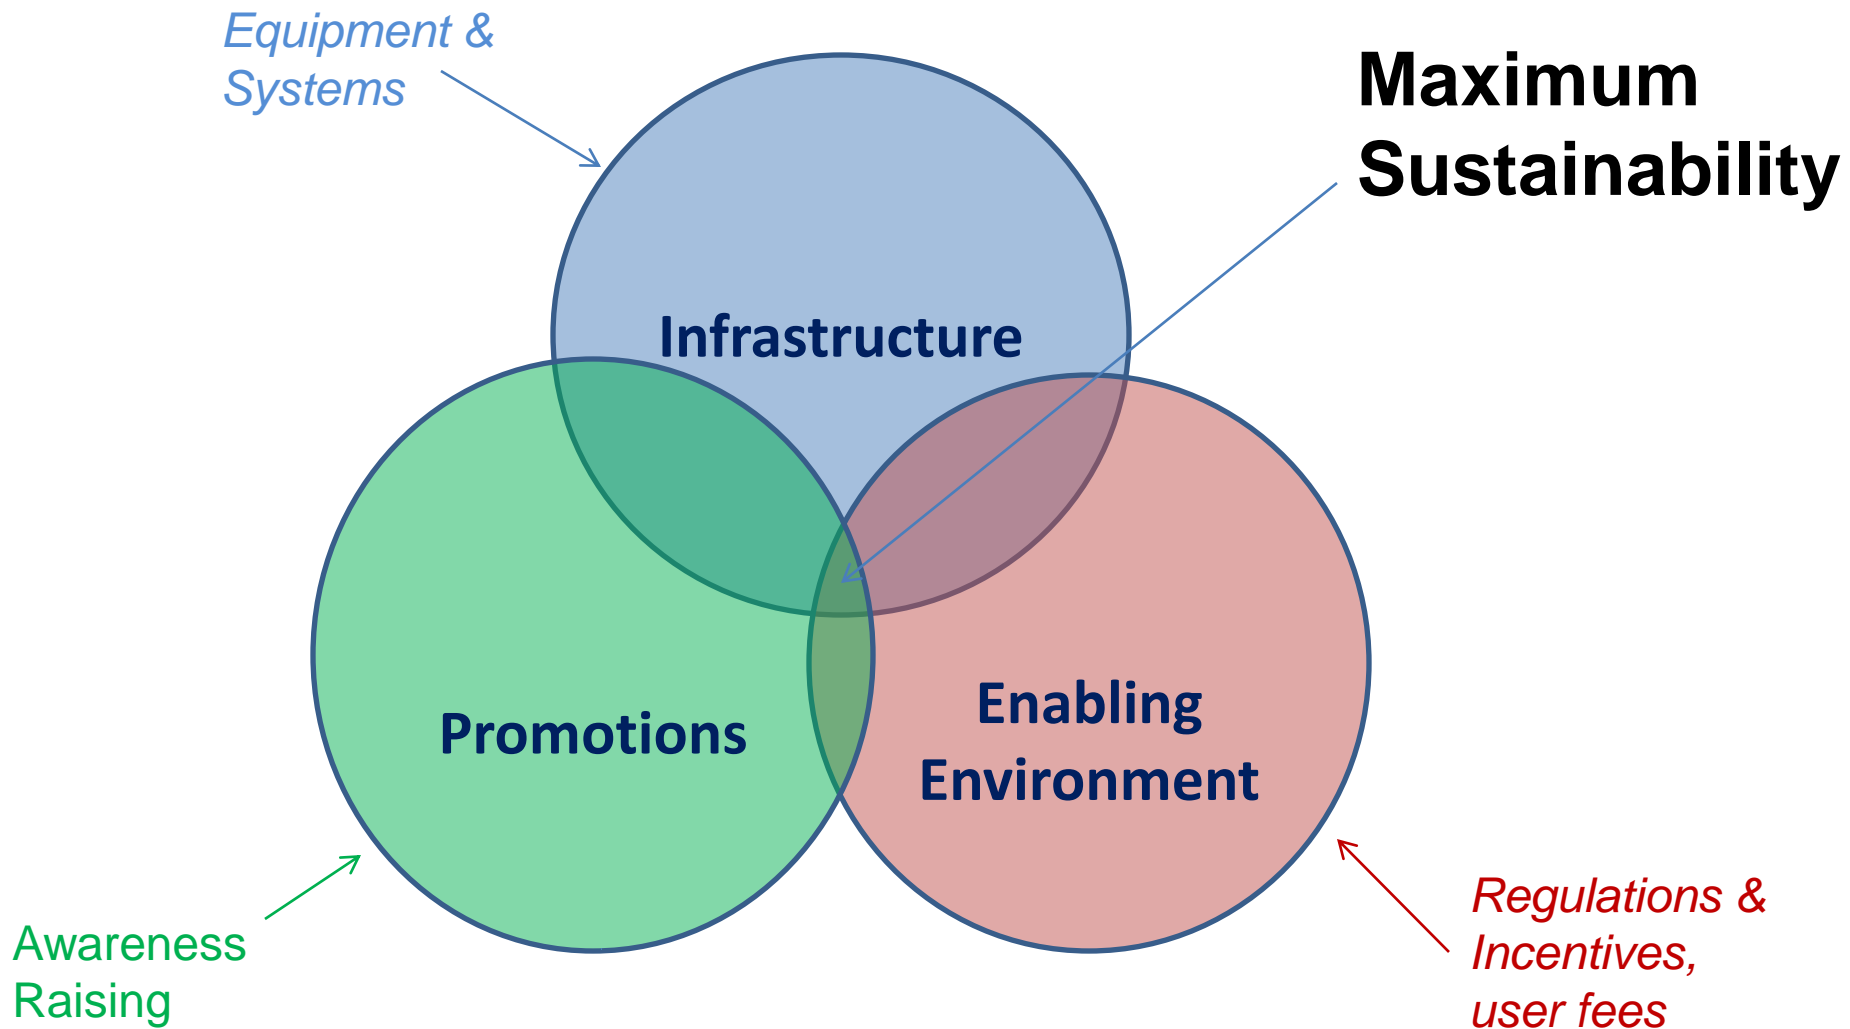 Equipment &
Systems
Maximum
Sustainability
Infrastructure
Promotions
Enabling
Environment
Awareness
Raising
Regulations &
Incentives,
user fees